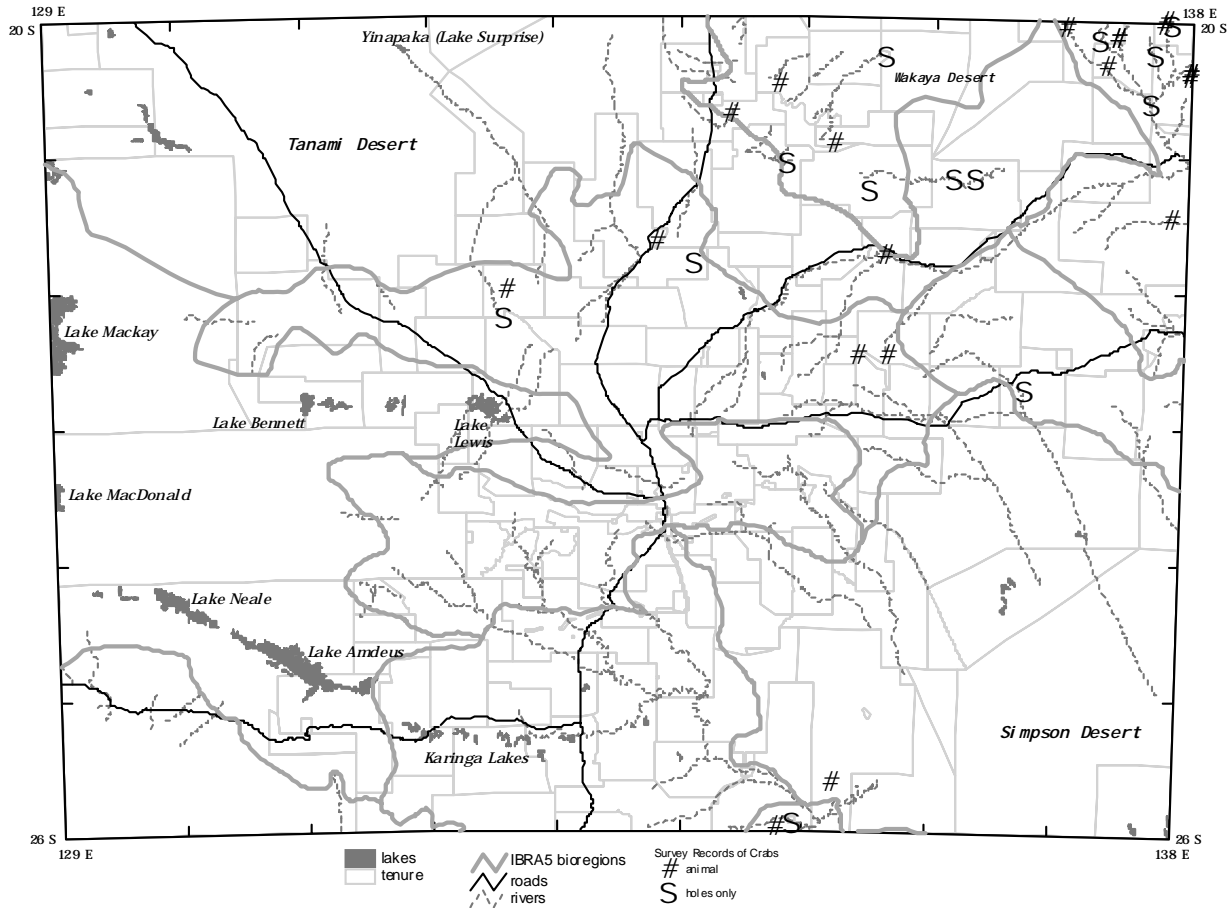 129 E
138 E
20 S
20 S
Yinapaka (Lake Surprise)
Wakaya Desert
Tanami Desert
Lake Mackay
Lake Bennett
Lake
Lewis
Lake MacDonald
Lake Neale
Lake Amdeus
Simpson Desert
Karinga Lakes
26 S
26 S
129 E
138 E
lakes
tenure
IBRA5 bioregions
roads
rivers
Survey Records of Crabs
# animal
S holes only